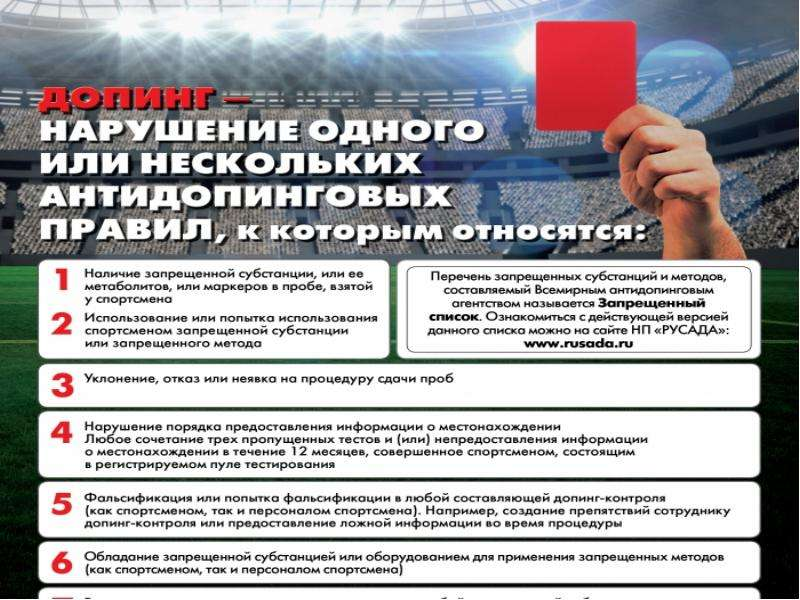 ДОПИНГ –
НАРУШЕНИЕ ОДНОГО
ИЛИ НЕСКОЛЬКИХ
АНТИДОПИНГОВЫХ
ПРАВИЛ, к которым относятся:
1 Наличие запрещенной субстанции, или ее
метаболитов, или маркеров в пробе, взятой
у спортсмена
2 Использование или попытка использования
спортсменом запрещенной субстанции
или запрещенного метода
Перечень запрещенных субстанций и методов,
составляемый Всемирным антидопинговым
агентством называется Запрещенный
список. Ознакомиться с действующей версией
данного списка можно на сайте НП «РУСАДА»:
www.rusada.ru
3 Уклонение, отказ или неявка на процедуру сдачи проб
4 Нарушение порядка предоставления информации о местонахождении
Любое сочетание трех пропущенных тестов и (или) непредоставления информации
о местонахождении в течение 12 месяцев, совершенное спортсменом, состоящим
в регистрируемом пуле тестирования
5 Фальсификация или попытка фальсификации в любой составляющей допинг-контроля
(как спортсменом, так и персоналом спортсмена). Например, создание препятствий сотруднику
допинг-контроля или предоставление ложной информации во время процедуры
6 Обладание запрещенной субстанцией или оборудованием для применения запрещенных методов
(как спортсменом, так и персоналом спортсмена)